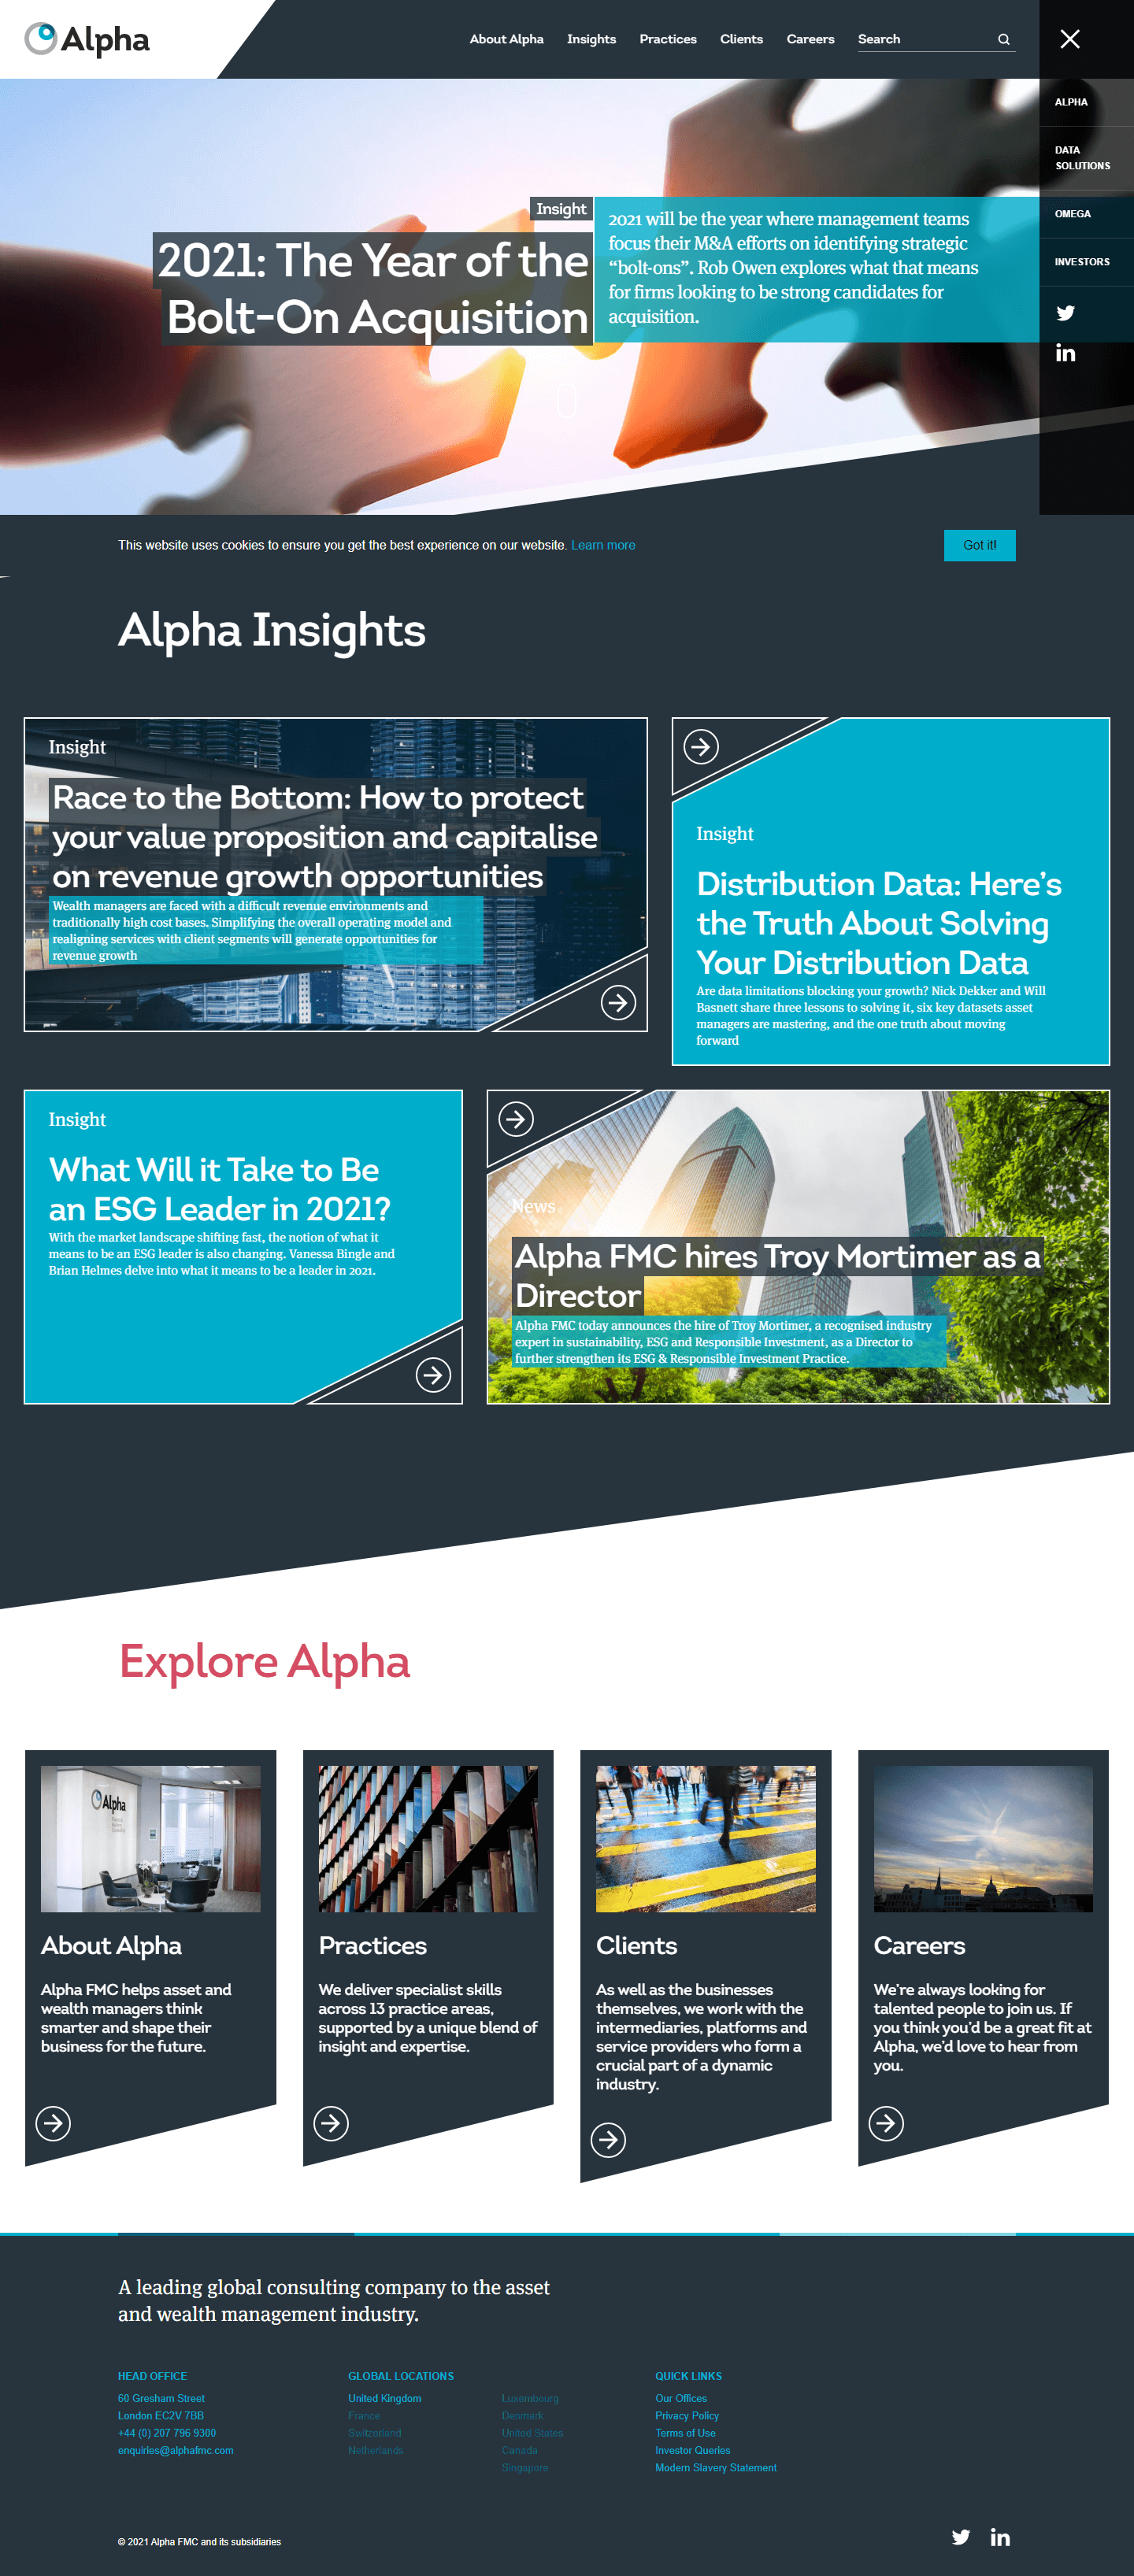 Alpha
About Alpha
Insights
Practices
Clients
Careers
Search
ALPHA
DATA
SOLUTIONS
OMEGA
INVESTORS
Insight
2021: The Year of the
Bolt-On Acquisition
2021 will be the year where management teams
focus their M&A efforts on identifying strategic
“bolt-ons”. Rob Owen explores what that means
for firms looking to be strong candidates for
acquisition.
This website uses cookies to ensure you get the best experience on our website. Learn more
Got it!
Alpha Insights
Insight
Race to the Bottom: How to protect
your value proposition and capitalise
on revenue growth opportunities
Wealth managers are faced with a difficult revenue environments and
traditionally high cost bases. Simplifying the overall operating model and
realigning services with client segments will generate opportunities for
revenue growth
Insight
Distribution Data: Here’s
the Truth About Solving
Your Distribution Data
Are data limitations blocking your growth? Nick Dekker and Will
Basnett share three lessons to solving it, six key datasets asset
managers are mastering, and the one truth about moving
forward
Insight
What Will it Take to Be
an ESG Leader in 2021?
With the market landscape shifting fast, the notion of what it
means to be an ESG leader is also changing. Vanessa Bingle and
Brian Helmes delve into what it means to be a leader in 2021.
News
Alpha FMC hires Troy Mortimer as a
Director
Alpha FMC today announces the hire of Troy Mortimer, a recognised industry
expert in sustainability, ESG and Responsible Investment, as a Director to
further strengthen its ESG & Responsible Investment Practice.
Explore Alpha
Alpha
About Alpha
Alpha FMC helps asset and
wealth managers think
smarter and shape their
business for the future.
Practices
We deliver specialist skills
across 13 practice areas,
supported by a unique blend of
insight and expertise.
Clients
As well as the businesses
themselves, we work with the
intermediaries, platforms and
service providers who form a
crucial part of a dynamic
industry.
Careers
We’re always looking for
talented people to join us. If
you think you’d be a great fit at
Alpha, we’d love to hear from
you.
A leading global consulting company to the asset
and wealth management industry.
HEAD OFFICE
60 Gresham Street
London EC2V 7BB
+44 (0) 207 796 9300
enquiries@alphafmc.com
GLOBAL LOCATIONS
United Kingdom
France
Switzerland
Netherlands
Luxembourg
Denmark
United States
Canada
Singapore
QUICK LINKS
Our Offices
Privacy Policy
Terms of Use
Investor Queries
Modern Slavery Statement
© 2021 Alpha FMC and its subsidiaries